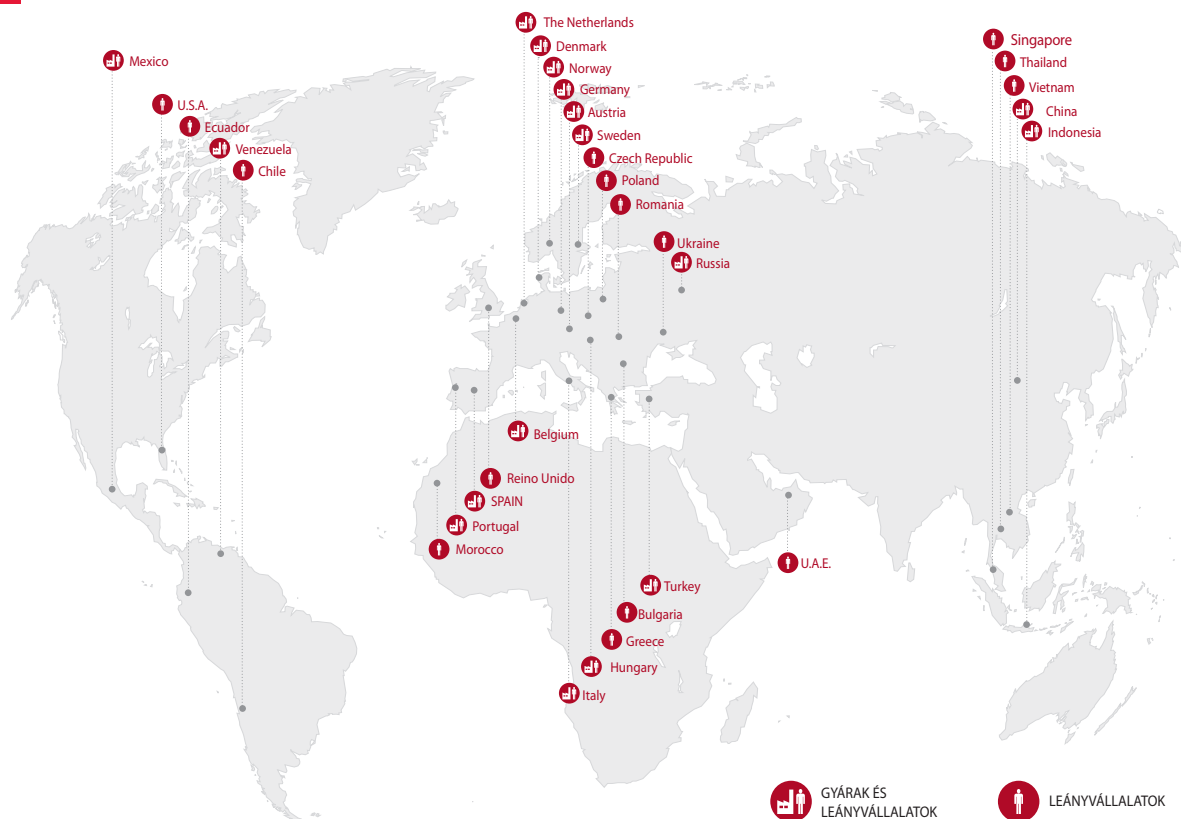 Mexico
U.S.A.
Ecuador
Venezuela
Chile
The Netherlands
Denmark
Norway
Germany
Austria
Sweden
Czech Republic
Poland
Romania
Ukraine
Russia
Singapore
Thailand
Vietnam
China
Indonesia
Belgium
Reino Unido
SPAIN
Portugal
Morocco
U.A.E.
Turkey
Bulgaria
Greece
Hungary
Italy
GYÁRAK ÉS
LEÁNYVÁLLALATOK
LEÁNYVÁLLALATOK